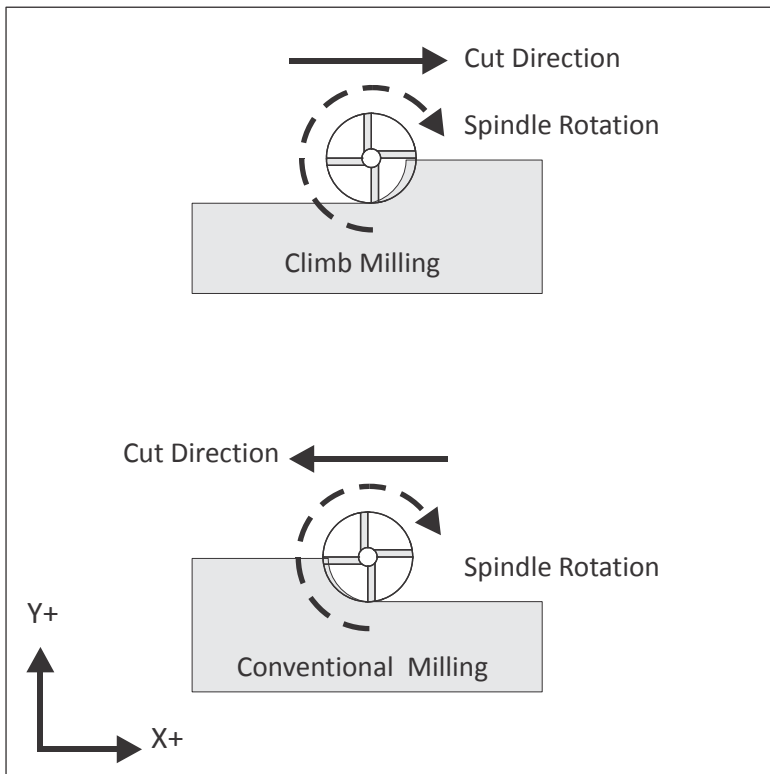 Cut Direction
Spindle Rotation
Climb Milling
Cut Direction
Spindle Rotation
Y+
Conventional Milling
X+